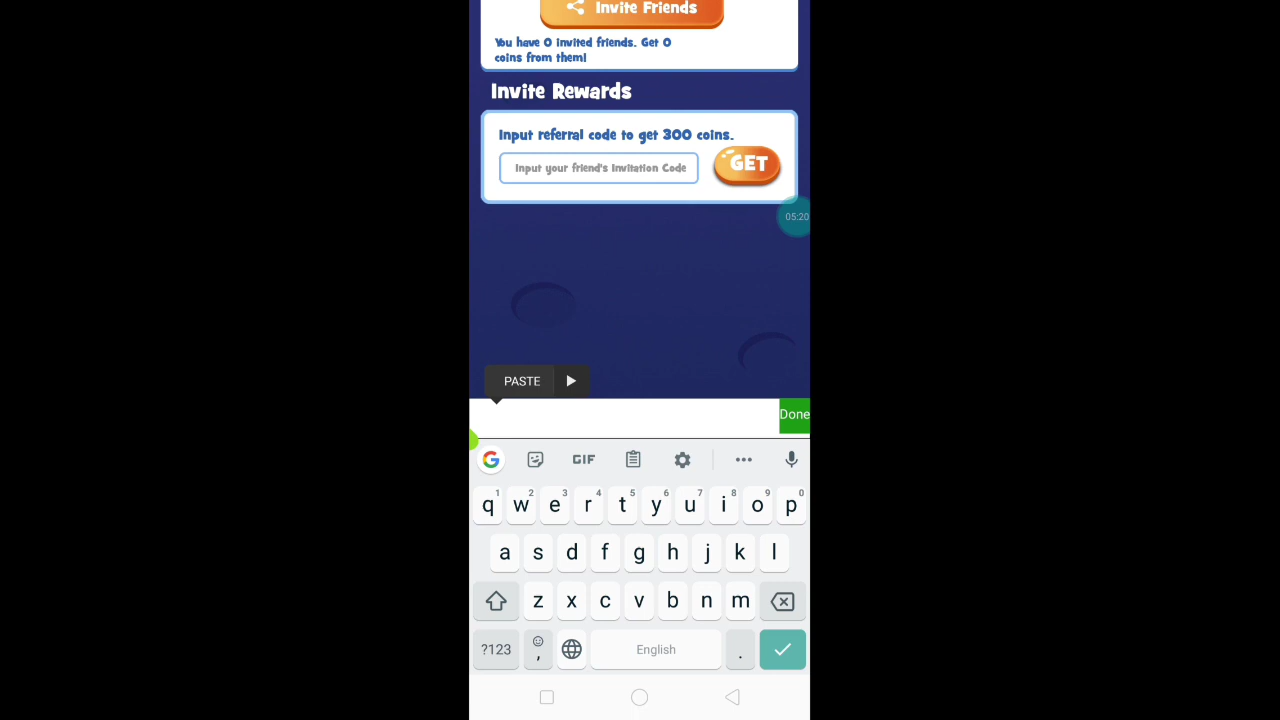 Invite Friends
You have 0 invited friends. Get 0
coins from them!
Invite Rewards
Input referral code to get 300 coins.
Input your friend's Invitation Code
GET
05:20
PASTE
Done
G GIF
1 2 3 4 5 6 7 8 9 0
q w e r t y u i o p
a s d f g h j k l
z x c v b n m
?123 , English .